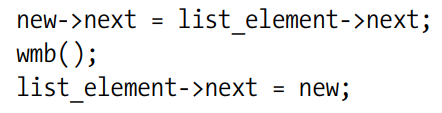 new->next = list_element->next;
wmb();
list_element->next = new;